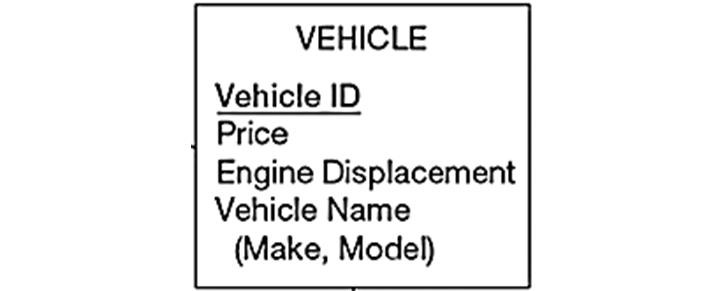 VEHICLE
Vehicle ID
Price
Engine Displacement
Vehicle Name
(Make, Model)